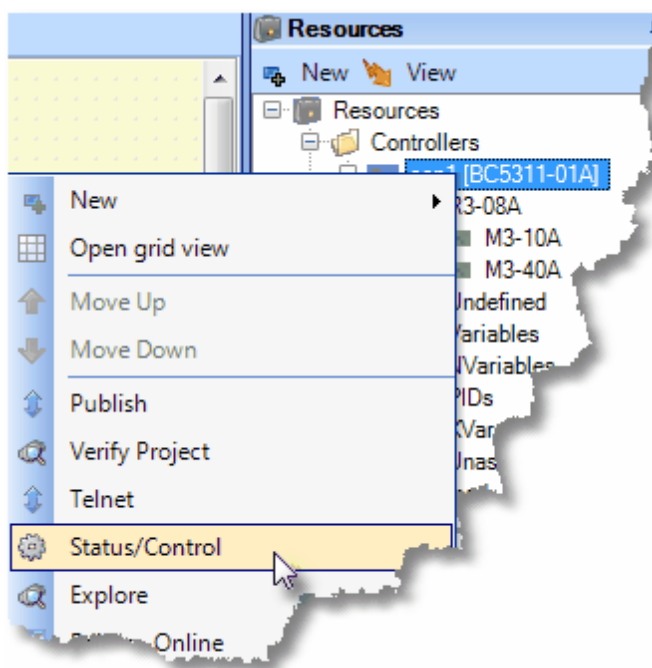 Resources
New View
Resources
Controllers
[BC5311-01A]
R3-08A
M3-10A
M3-40A
Undefined
Variables
NVariables
PIDs
New
Open grid view
Move Up
Move Down
Publish
Verify Project
Telnet
Status/Control
Explore
Online